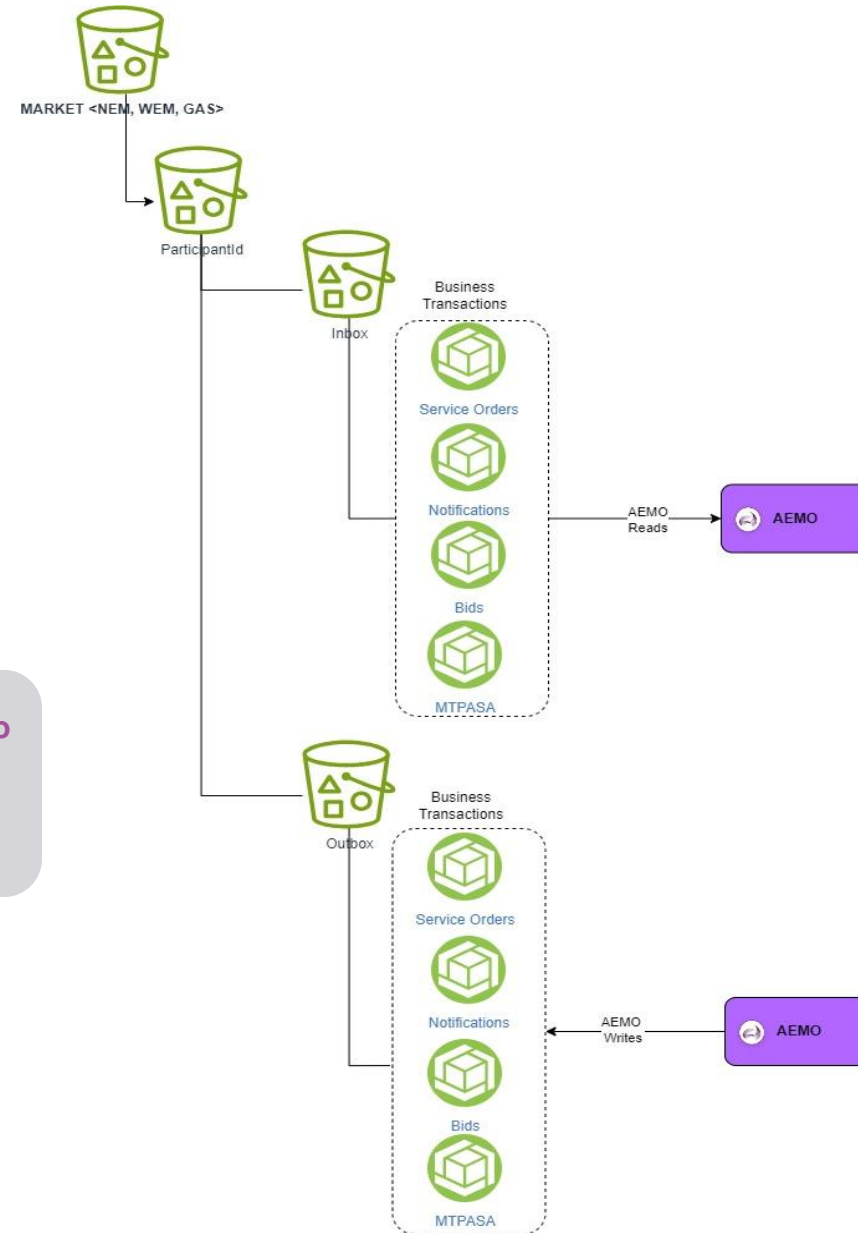 MARKET <NEM, WEM, GAS>
ParticipantId
Inbox
Business
Transactions
Service Orders
Notifications
Bids
MTPASA
AEMO
Reads
AEMO
Outbox
Business
Transactions
Service Orders
Notifications
Bids
MTPASA
AEMO
Writes
AEMO